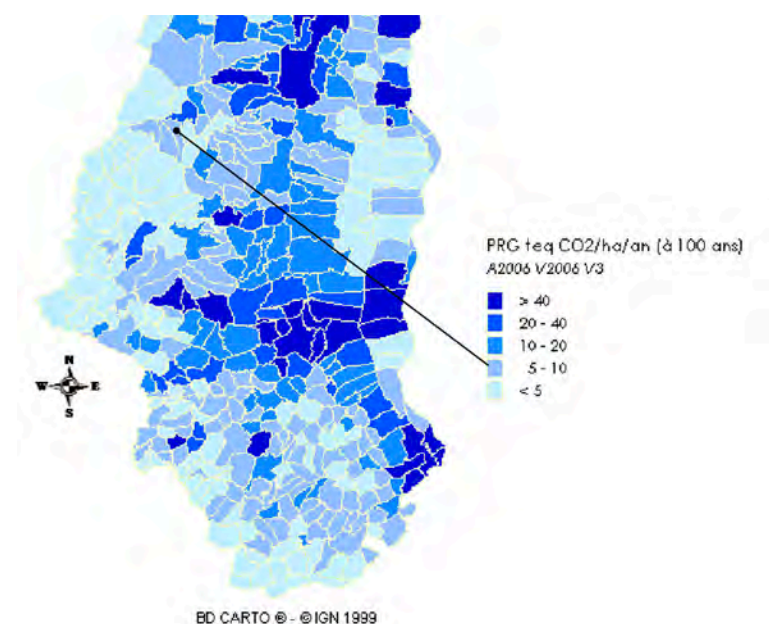 PRG teq CO2/ha/an (à 100 ans)
A2006 V2006 V3
> 40
20 - 40
10 - 20
5 - 10
< 5
N
W E
S
BD CARTO ® - © IGN 1999